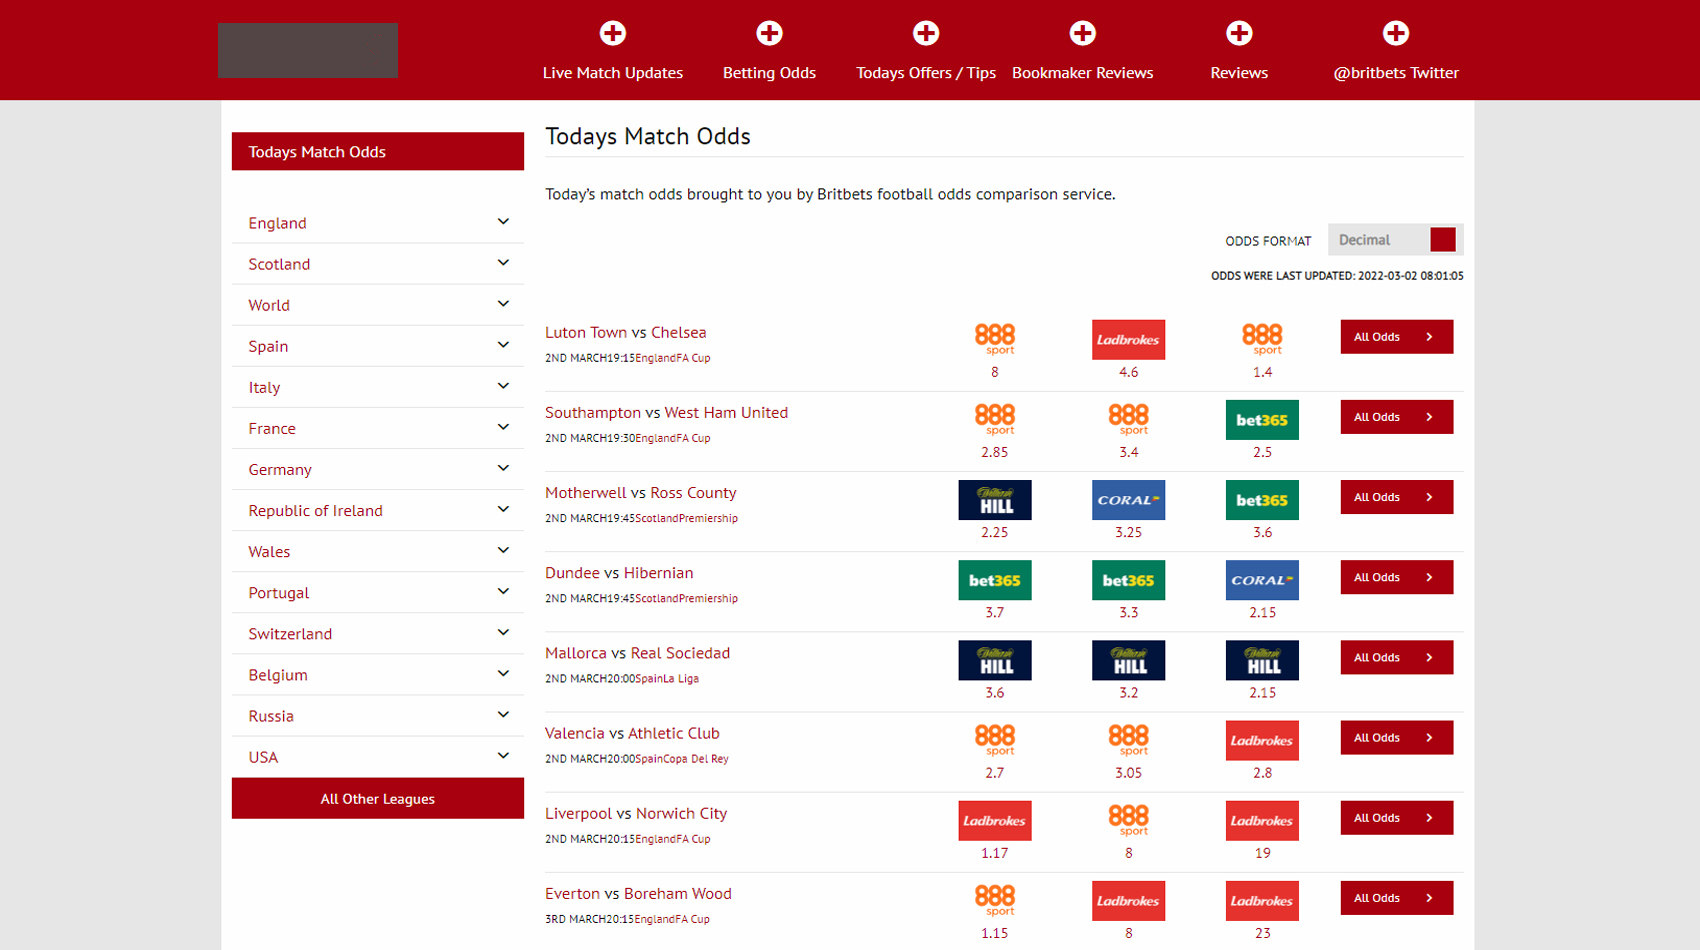 Live Match Updates
Betting Odds
Todays Offers / Tips
Bookmaker Reviews
Reviews
@britbets Twitter
Todays Match Odds
England
Scotland
World
Spain
Italy
France
Germany
Republic of Ireland
Wales
Portugal
Switzerland
Belgium
Russia
USA
All Other Leagues
Todays Match Odds
Today's match odds brought to you by Britbets football odds comparison service.
ODDS FORMAT Decimal
ODDS WERE LAST UPDATED: 2022-03-02 08:01:05
Luton Town vs Chelsea
2ND MARCH19:15EnglandFA Cup
888 sport Ladbrokes 888 sport
8 4.6 1.4
All Odds
Southampton vs West Ham United
2ND MARCH19:30EnglandFA Cup
888 sport 888 sport bet365
2.85 3.4 2.5
All Odds
Motherwell vs Ross County
2ND MARCH19:45ScotlandPremiership
William HILL CORAL bet365
2.25 3.25 3.6
All Odds
Dundee vs Hibernian
2ND MARCH19:45ScotlandPremiership
bet365 bet365 CORAL
3.7 3.3 2.15
All Odds
Mallorca vs Real Sociedad
2ND MARCH20:00SpainLa Liga
William HILL William HILL William HILL
3.6 3.2 2.15
All Odds
Valencia vs Athletic Club
2ND MARCH20:00SpainCopa Del Rey
888 sport 888 sport Ladbrokes
2.7 3.05 2.8
All Odds
Liverpool vs Norwich City
2ND MARCH20:15EnglandFA Cup
Ladbrokes 888 sport Ladbrokes
1.17 8 19
All Odds
Everton vs Boreham Wood
3RD MARCH20:15EnglandFA Cup
888 sport Ladbrokes Ladbrokes
1.15 8 23
All Odds